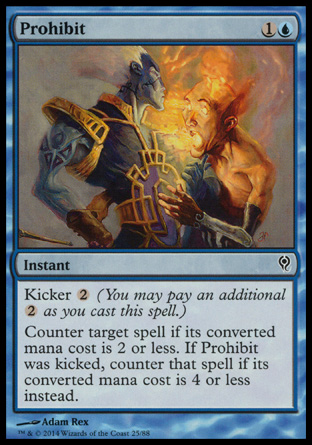 Prohibit 1
Instant
Kicker 2 (You may pay an additional
2 as you cast this spell.)
Counter target spell if its converted
mana cost is 2 or less. If Prohibit
was kicked, counter that spell if its
converted mana cost is 4 or less
instead.
Adam Rex
™ & © 2014 Wizards of the Coast 25/88